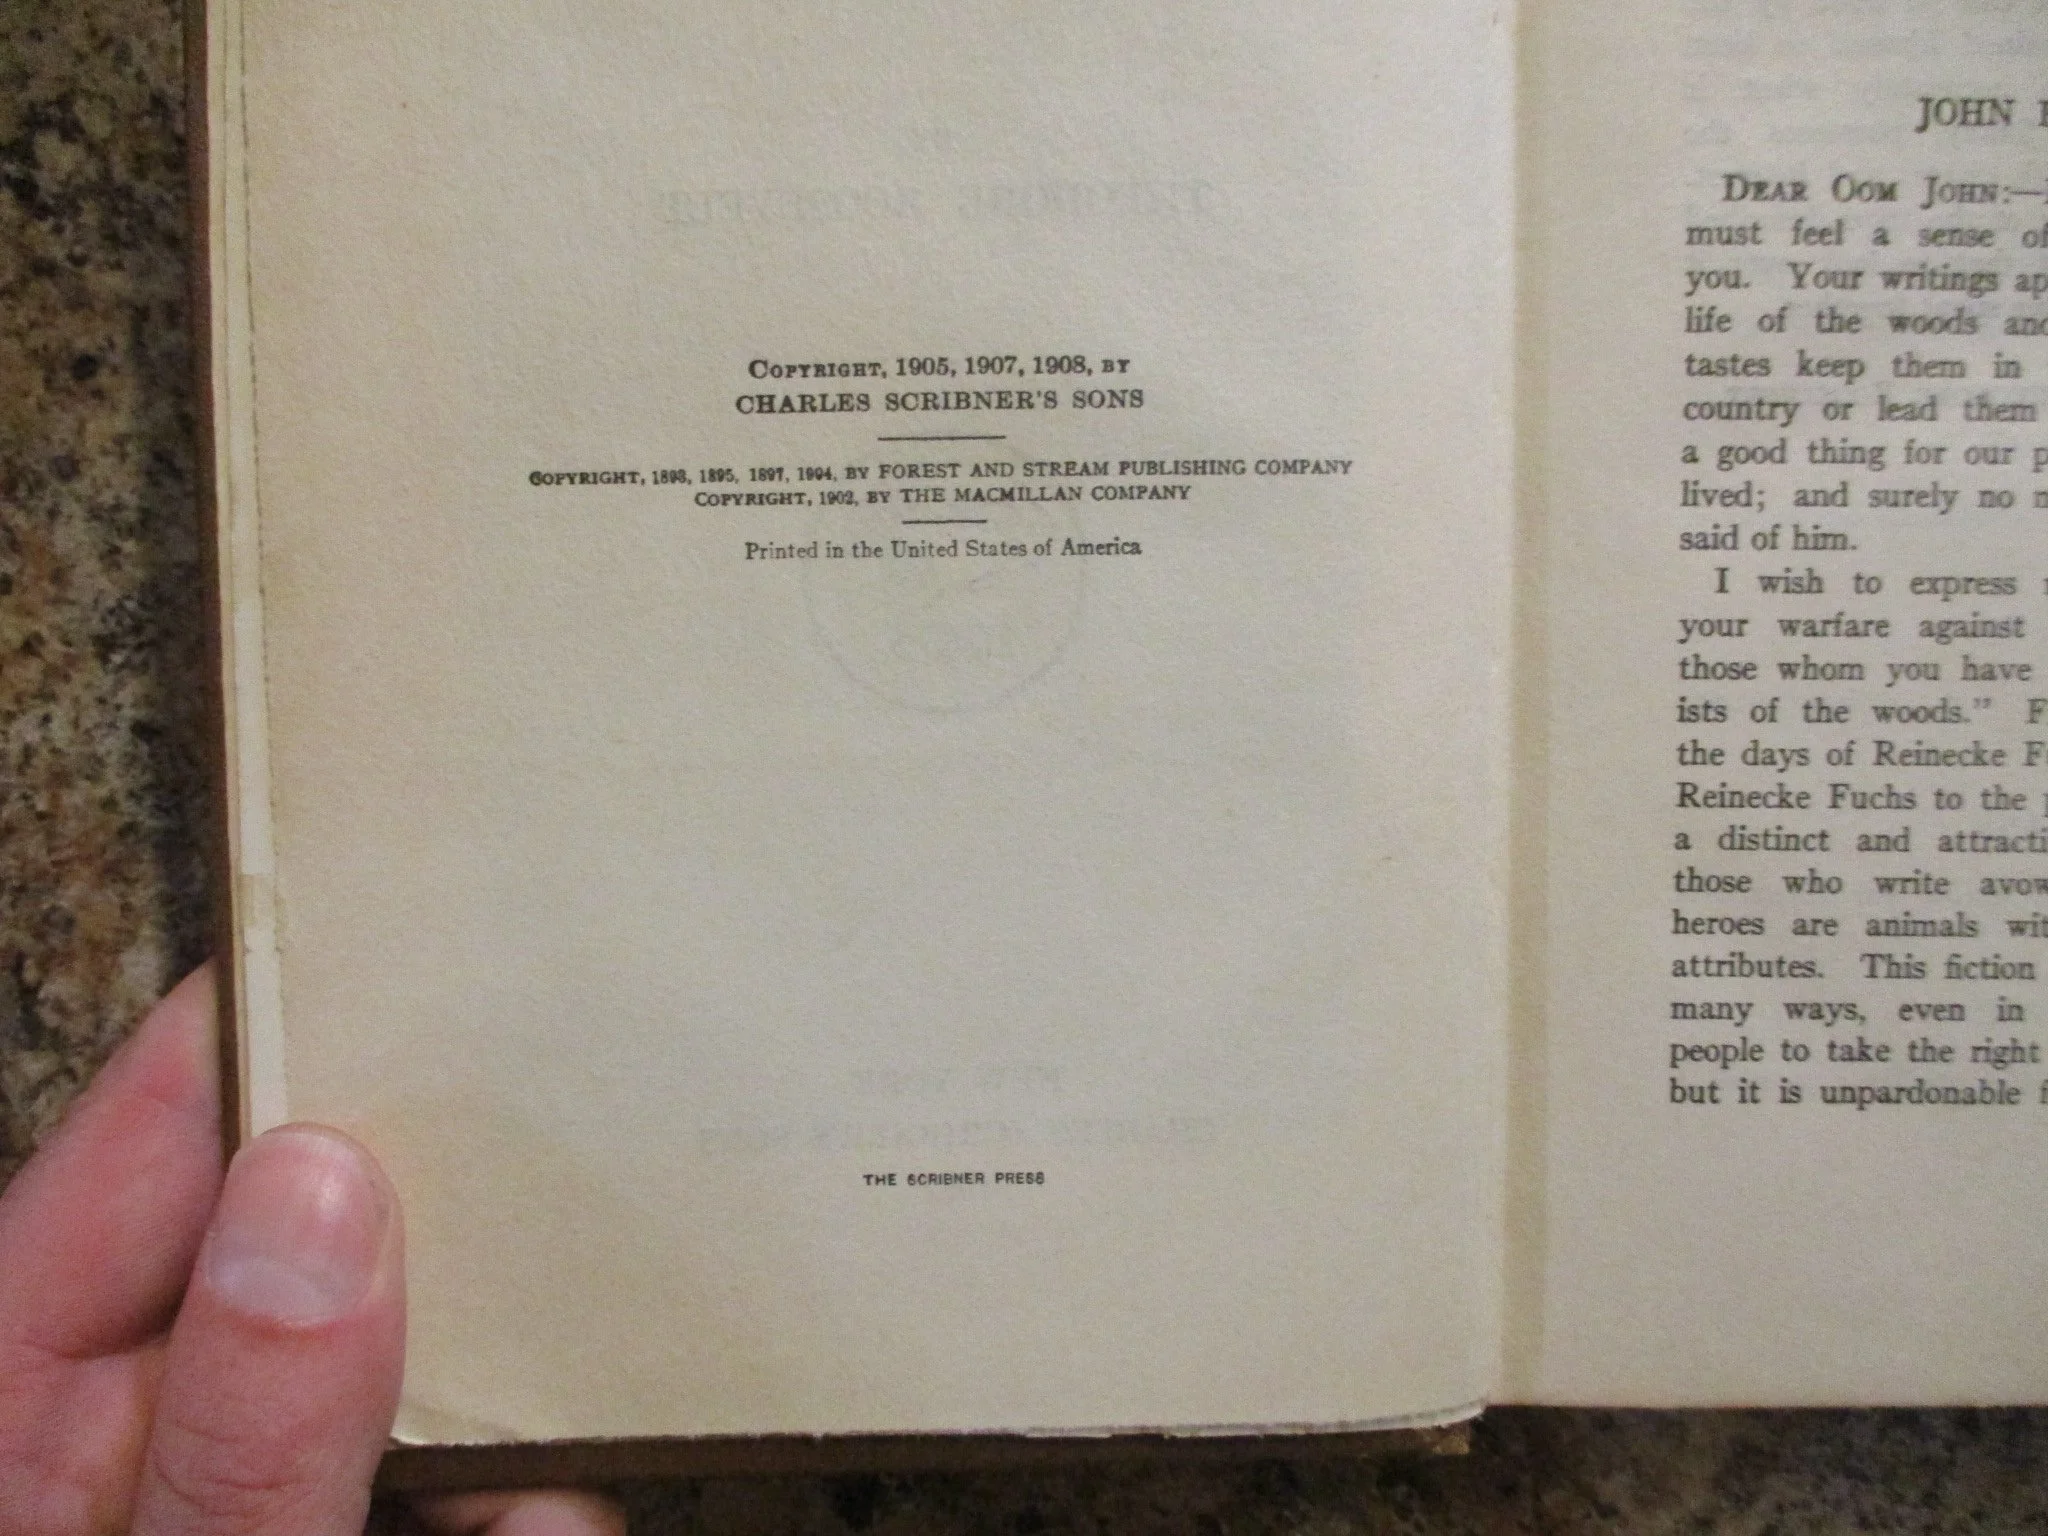 COPYRIGHT, 1905, 1907, 1908, BY
CHARLES SCRIBNER'S SONS
COPYRIGHT, 1893, 1895, 1897, 1904, BY FOREST AND STREAM PUBLISHING COMPANY
COPYRIGHT, 1902, BY THE MACMILLAN COMPANY
Printed in the United States of America
THE SCRIBNER PRESS
JOHN
DEAR OOM JOHN:—
must feel a sense of
you. Your writings
life of the woods and
tastes keep them in
country or lead them
a good thing for our
lived; and surely no
said of him.
I wish to express
your warfare against
those whom you have
ists of the woods."
the days of Reinecke
Reinecke Fuchs to the
a distinct and
those who write
heroes are animals
attributes. This fiction
many ways, even in
people to take the right
but it is unpardonable